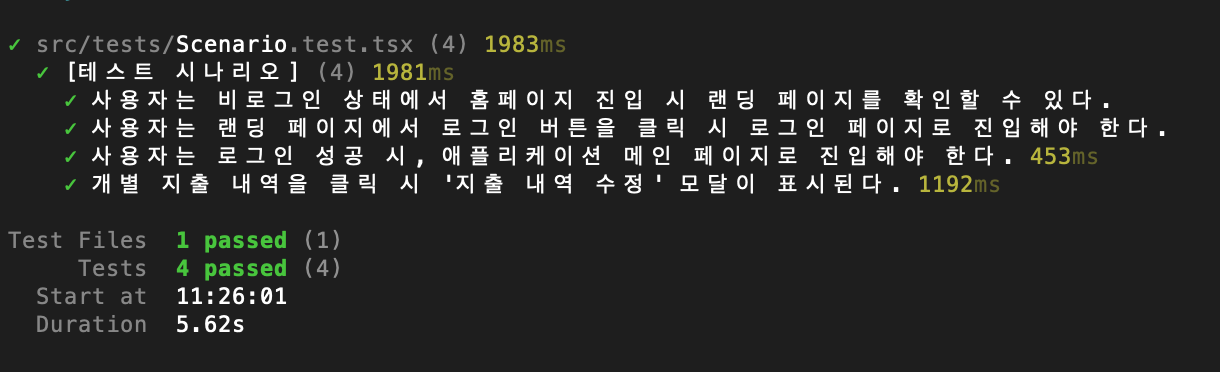 ✓ src/tests/Scenario.test.tsx (4) 1983ms
✓ [테스트 시나리오] (4) 1981ms
✓ 사용자는 비로그인 상태에서 홈페이지 진입 시 랜딩 페이지를 확인할 수 있다.
✓ 사용자는 랜딩 페이지에서 로그인 버튼을 클릭 시 로그인 페이지로 진입해야 한다.
✓ 사용자는 로그인 성공 시, 애플리케이션 메인 페이지로 진입해야 한다. 453ms
✓ 개별 지출 내역을 클릭 시 '지출 내역 수정' 모달이 표시된다. 1192ms
Test Files 1 passed (1)
Tests 4 passed (4)
Start at 11:26:01
Duration 5.62s